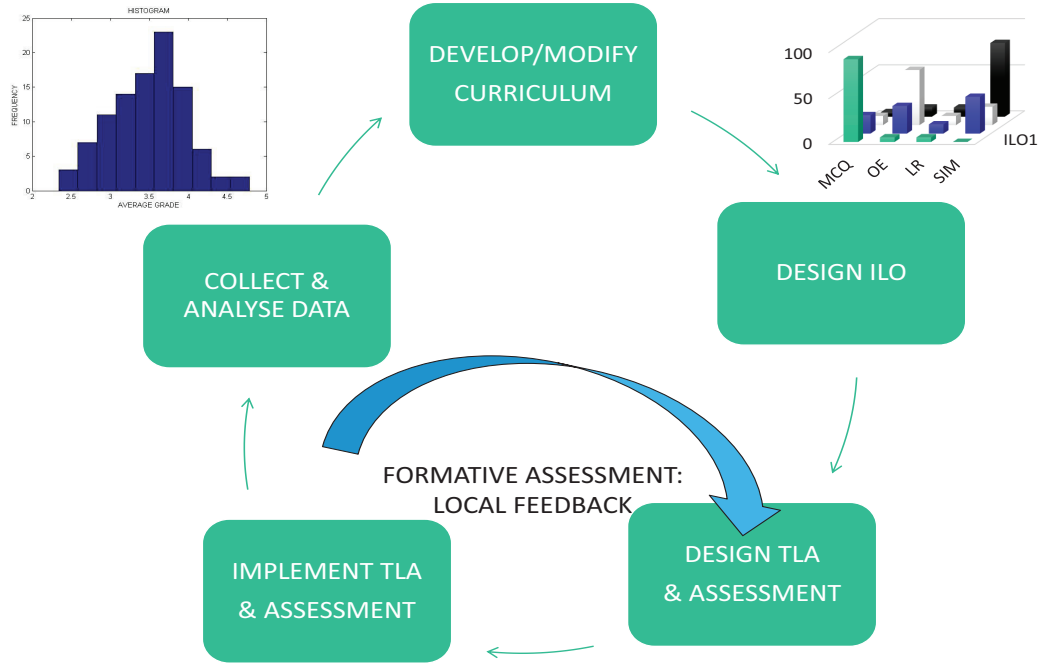 HISTOGRAM
25
20
15
10
5
0
FREQUENCY
2
2.5
3
3.5
4
4.5
5
AVERAGE GRADE
DEVELOP/MODIFY
CURRICULUM
100
50
0
MCQ
OE
LR
SIM
ILO1
COLLECT &
ANALYSE DATA
DESIGN ILO
FORMATIVE ASSESSMENT:
LOCAL FEEDBACK
IMPLEMENT TLA
& ASSESSMENT
DESIGN TLA
& ASSESSMENT